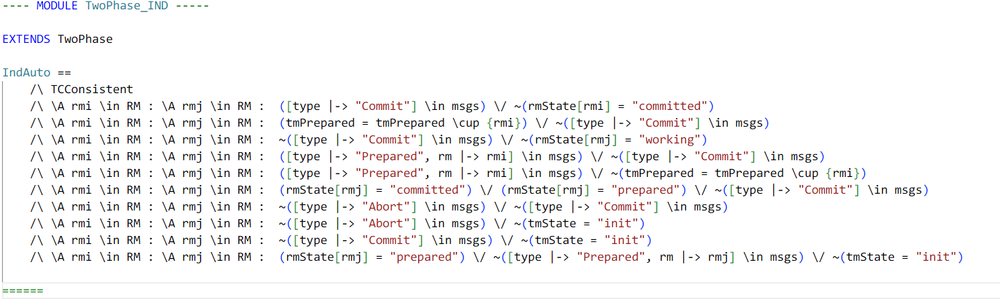 ---- MODULE TwoPhase_IND -----
EXTENDS TwoPhase
IndAuto ==
    /\ TCConsistent
    /\ \A rmi \in RM : \A rmj \in RM :  ([type |-> "Commit"] \in msgs) \/ ~(rmState[rmi] = "committed")
    /\ \A rmi \in RM : \A rmj \in RM :  (tmPrepared = tmPrepared \cup {rmi}) \/ ~([type |-> "Commit"] \in msgs)
    /\ \A rmi \in RM : \A rmj \in RM :  ~([type |-> "Commit"] \in msgs) \/ ~(rmState[rmj] = "working")
    /\ \A rmi \in RM : \A rmj \in RM :  ([type |-> "Prepared", rm |-> rmi] \in msgs) \/ ~([type |-> "Commit"] \in msgs)
    /\ \A rmi \in RM : \A rmj \in RM :  ([type |-> "Prepared", rm |-> rmi] \in msgs) \/ ~(tmPrepared = tmPrepared \cup {rmi})
    /\ \A rmi \in RM : \A rmj \in RM :  (rmState[rmj] = "committed") \/ (rmState[rmj] = "prepared") \/ ~([type |-> "Commit"] \in msgs)
    /\ \A rmi \in RM : \A rmj \in RM :  ~([type |-> "Abort"] \in msgs) \/ ~([type |-> "Commit"] \in msgs)
    /\ \A rmi \in RM : \A rmj \in RM :  ~([type |-> "Abort"] \in msgs) \/ ~(tmState = "init")
    /\ \A rmi \in RM : \A rmj \in RM :  ~([type |-> "Commit"] \in msgs) \/ ~(tmState = "init")
    /\ \A rmi \in RM : \A rmj \in RM :  (rmState[rmj] = "prepared") \/ ~([type |-> "Prepared", rm |-> rmj] \in msgs) \/ ~(tmState = "init")
======